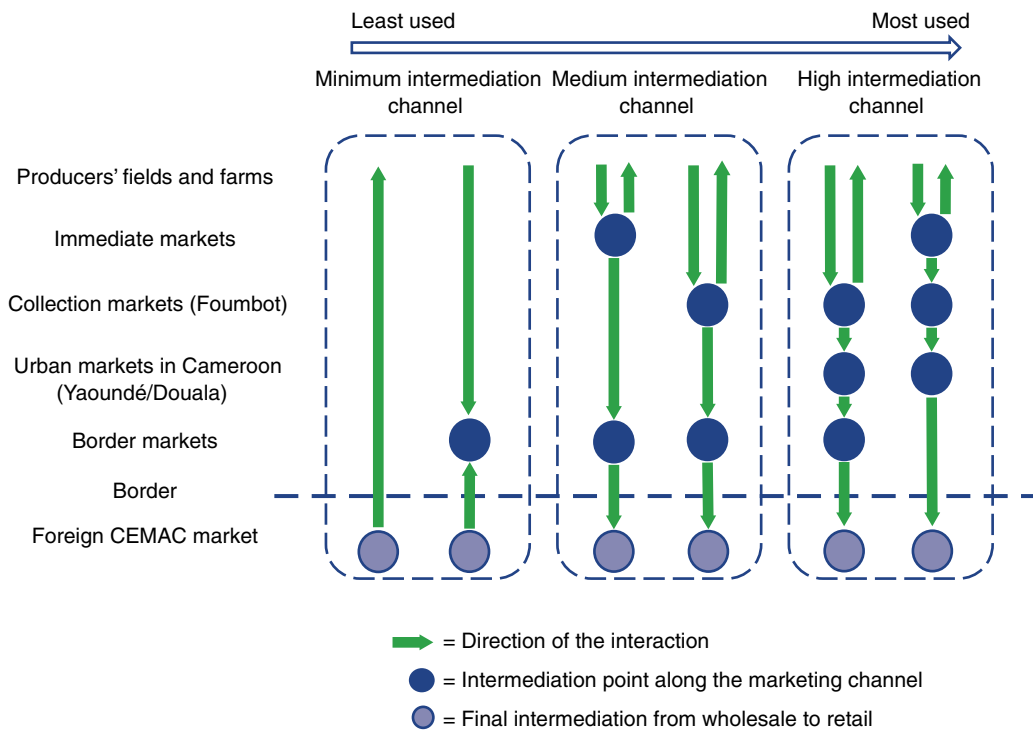 Least used
Most used
Minimum intermediation
channel
Medium intermediation
channel
High intermediation
channel
Producers’ fields and farms
Immediate markets
Collection markets (Foumbot)
Urban markets in Cameroon
(Yaoundé/Douala)
Border markets
Border
Foreign CEMAC market
= Direction of the interaction
= Intermediation point along the marketing channel
= Final intermediation from wholesale to retail